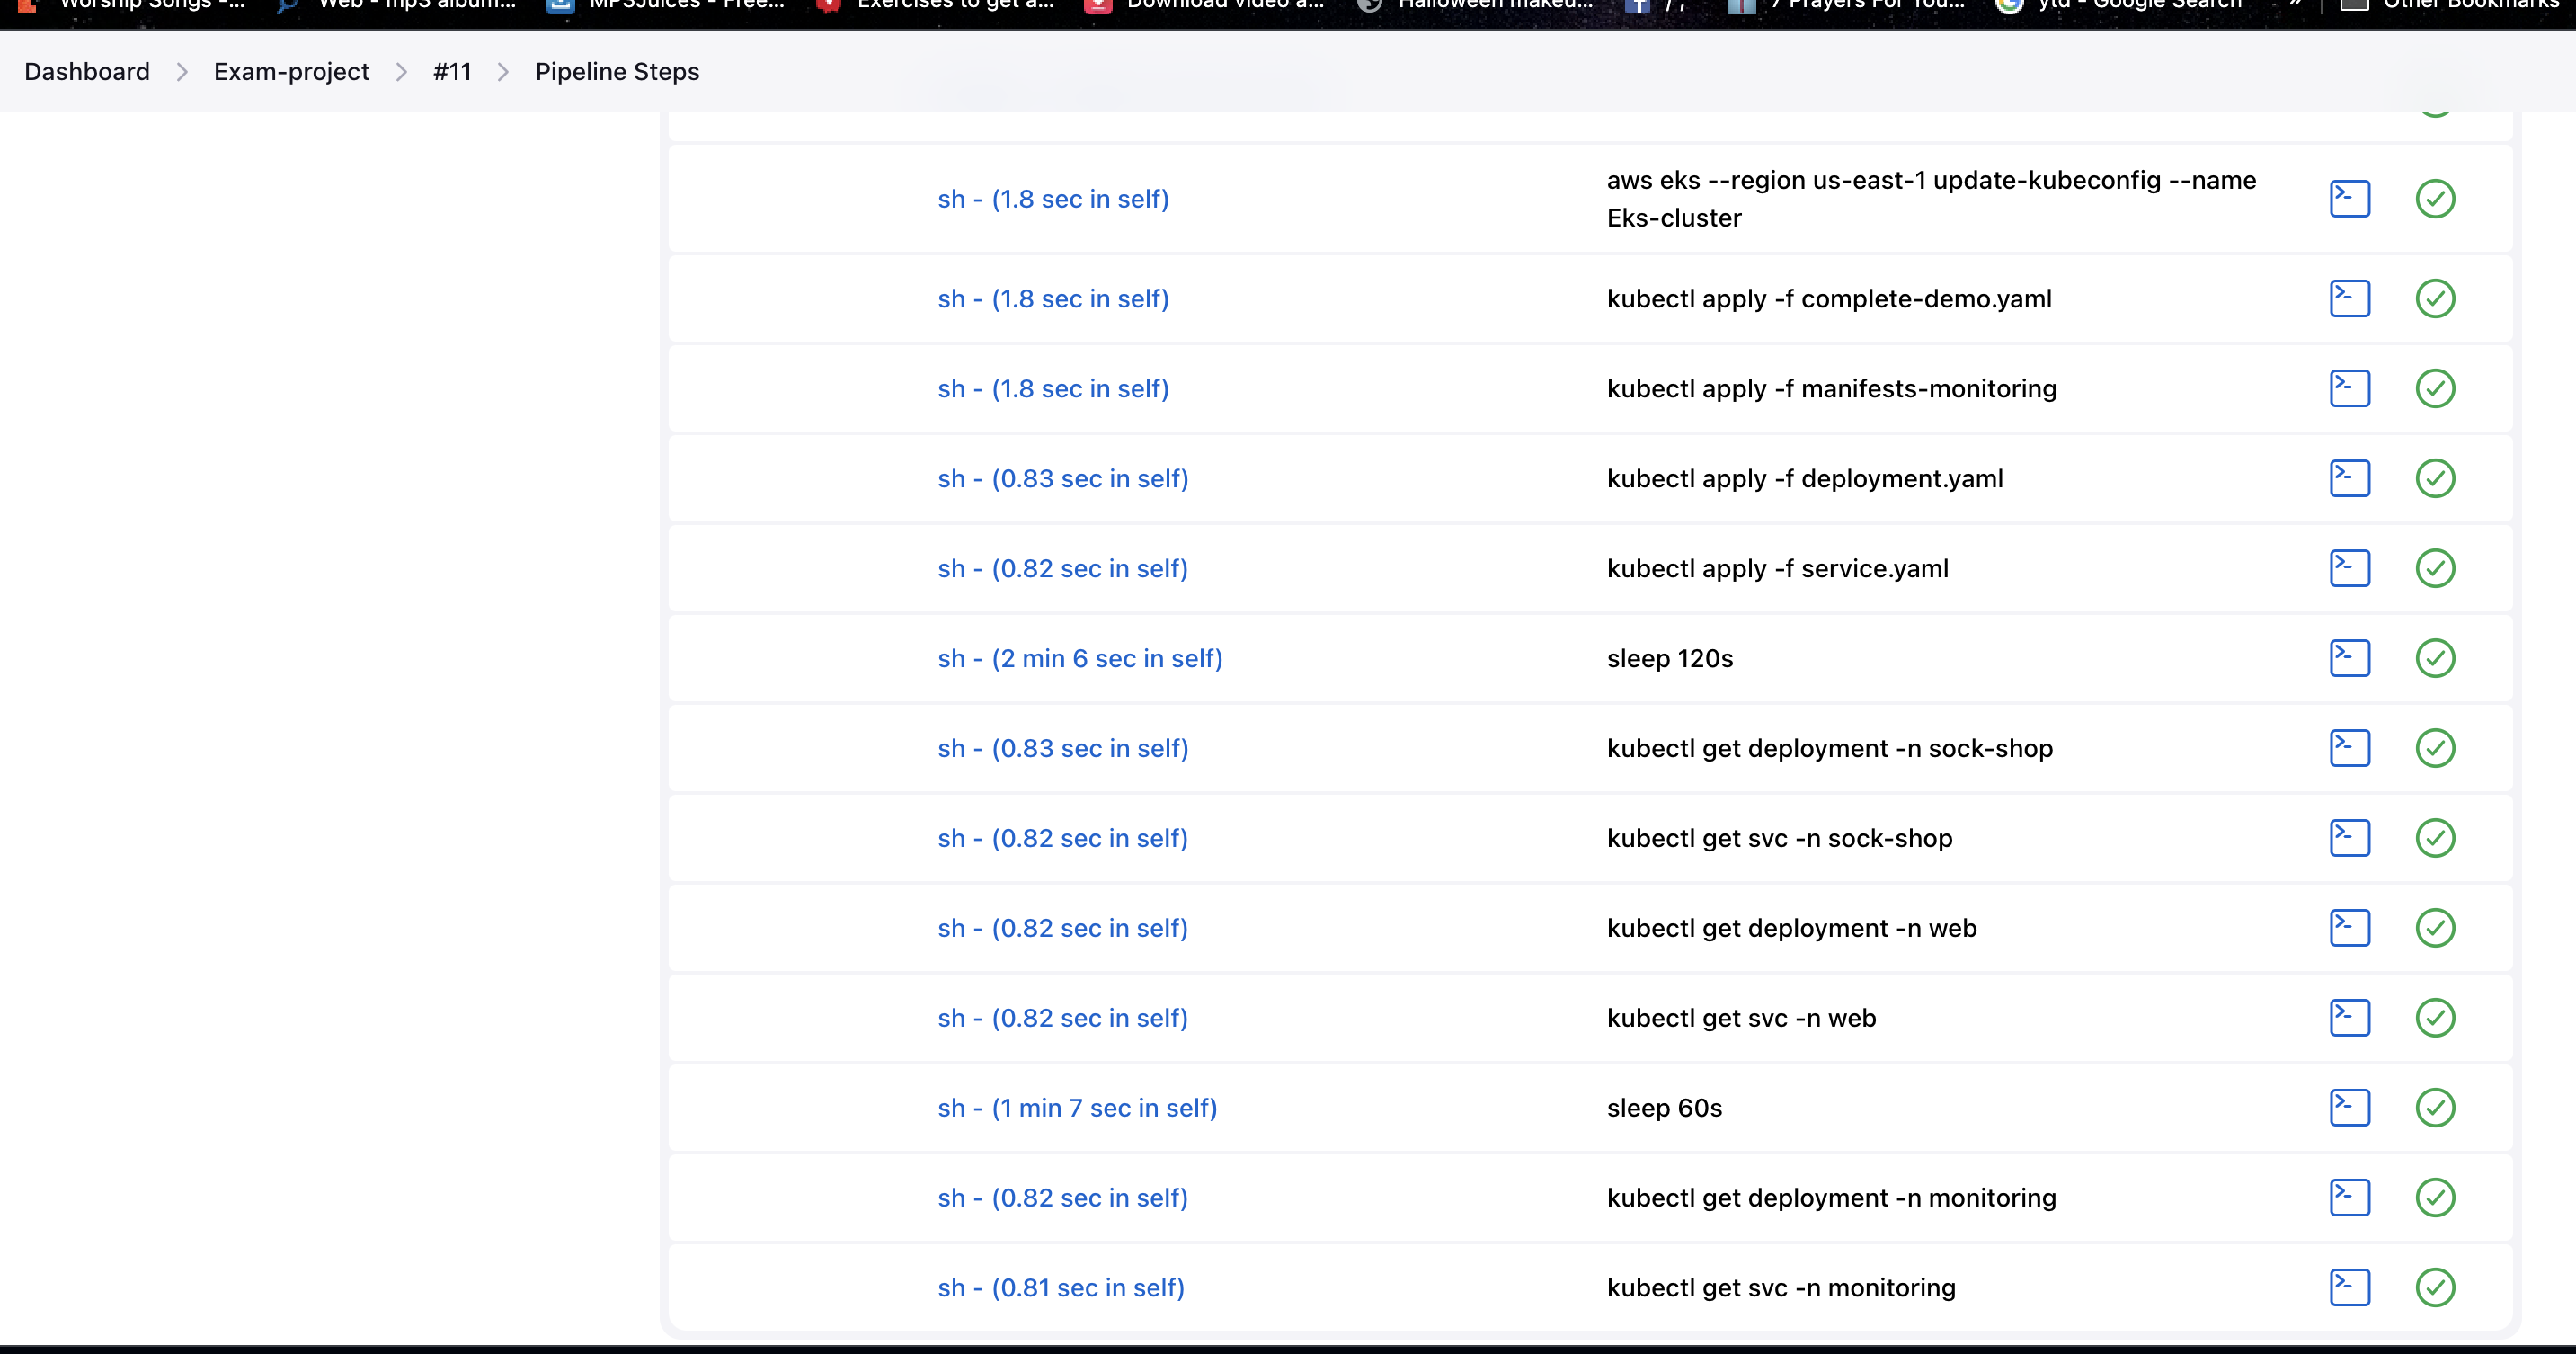 Worship Songs -... Web - mp3 album... MP3Juices - Free... Exercises to get a... Download video a... Halloween makeu... 7 Prayers For You... ytd - Google Search » Other Bookmarks
Dashboard > Exam-project > #11 > Pipeline Steps
sh - (1.8 sec in self)
aws eks --region us-east-1 update-kubeconfig --name
Eks-cluster
sh - (1.8 sec in self) kubectl apply -f complete-demo.yaml
sh - (1.8 sec in self) kubectl apply -f manifests-monitoring
sh - (0.83 sec in self) kubectl apply -f deployment.yaml
sh - (0.82 sec in self) kubectl apply -f service.yaml
sh - (2 min 6 sec in self) sleep 120s
sh - (0.83 sec in self) kubectl get deployment -n sock-shop
sh - (0.82 sec in self) kubectl get svc -n sock-shop
sh - (0.82 sec in self) kubectl get deployment -n web
sh - (0.82 sec in self) kubectl get svc -n web
sh - (1 min 7 sec in self) sleep 60s
sh - (0.82 sec in self) kubectl get deployment -n monitoring
sh - (0.81 sec in self) kubectl get svc -n monitoring